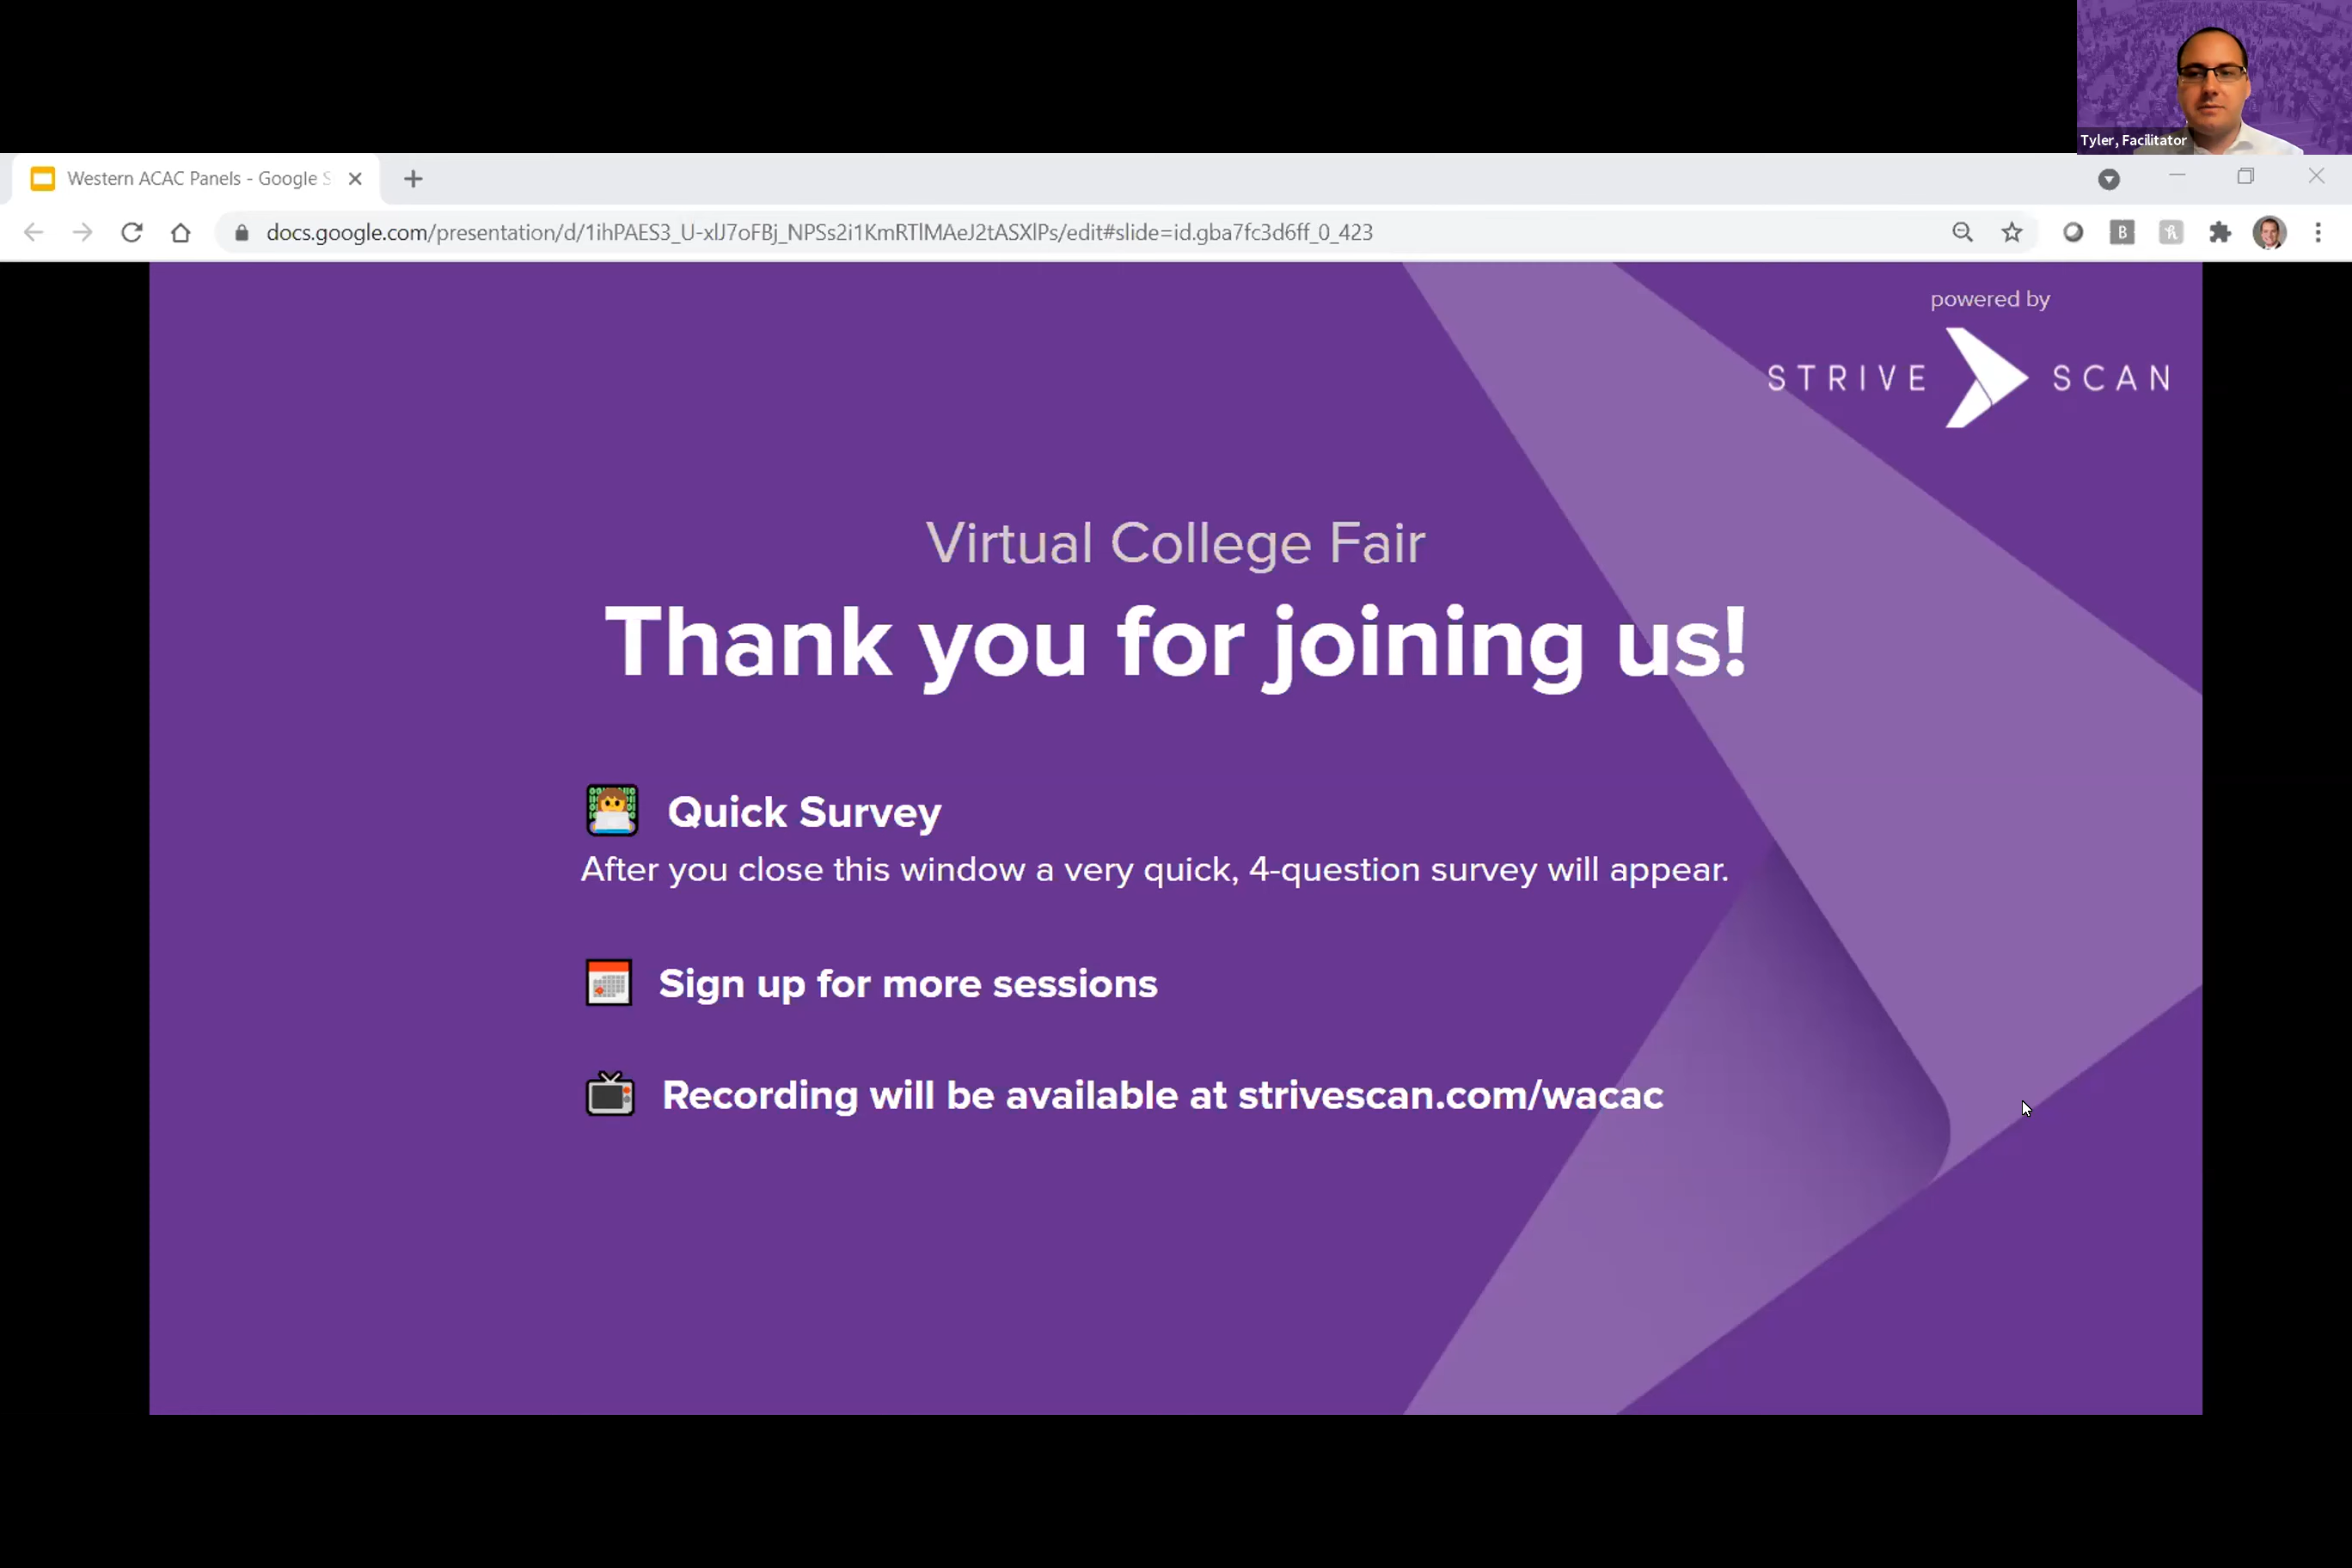 Tyler, Facilitator
Western ACAC Panels - Google S
docs.google.com/presentation/d/1ihPAES3_U-xlJ7oFBj_NPSs2i1KmRTlMAeJ2tASXlPs/edit#slide=id.gba7fc3d6ff_0_423
B
powered by
STRIVE SCAN
Virtual College Fair
Thank you for joining us!
Quick Survey
After you close this window a very quick, 4-question survey will appear.
Sign up for more sessions
Recording will be available at strivescan.com/wacac